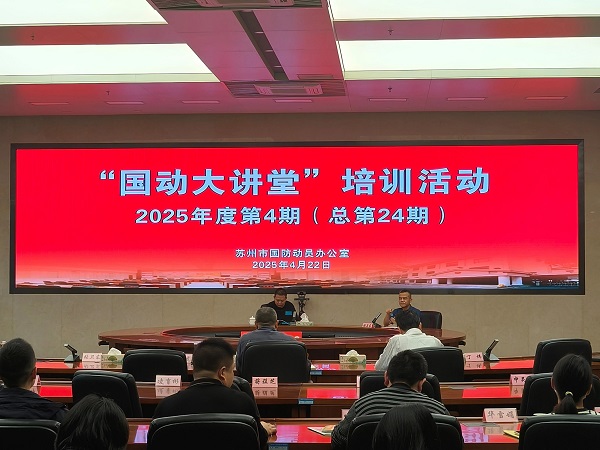 “国动大讲堂”培训活动
2025年度第4期（总第24期）
苏州市国防动员办公室
2025年4月22日